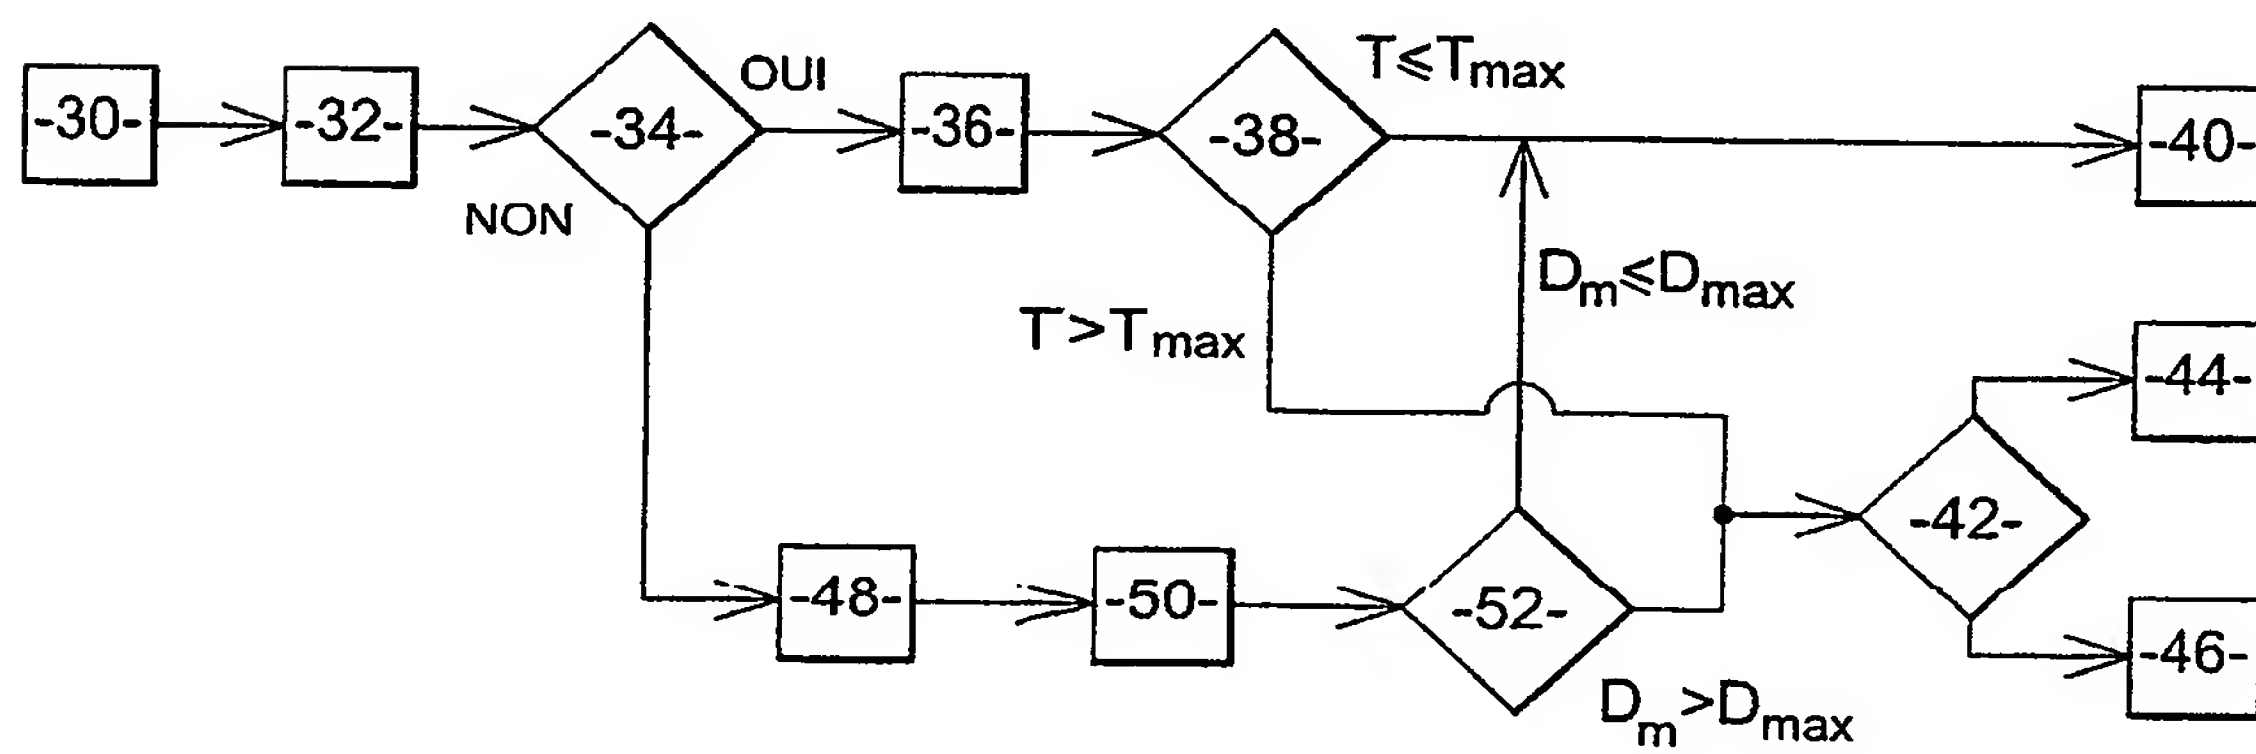 -30-
-32-
-34-
OUI
-36-
-38-
T⩽Tmax
-40-
NON
Dm⩽Dmax
T>Tmax
-44-
-42-
-48-
-50-
-52-
-46-
Dm>Dmax